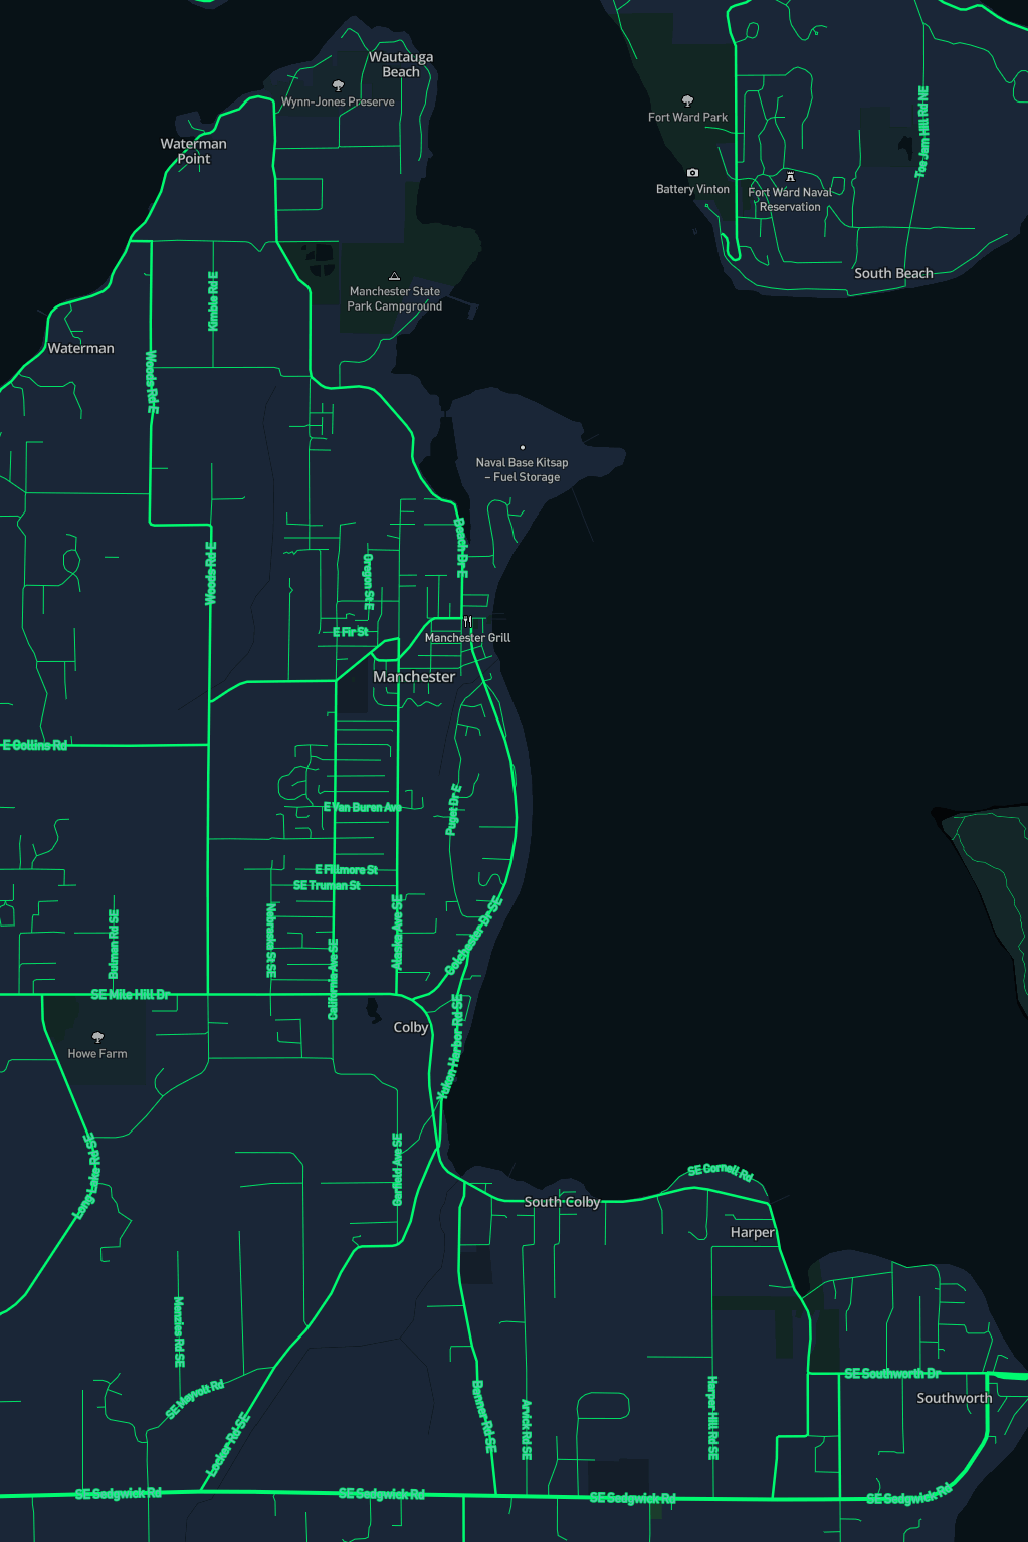 Wautauga
Beach
Wynn-Jones Preserve
Fort Ward Park
Toe Jam Hill Rd NE
Waterman
Point
Battery Vinton
Fort Ward Naval
Reservation
South Beach
Kimble Rd E
Manchester State
Park Campground
Waterman
Woods Rd E
Naval Base Kitsap
– Fuel Storage
Beach Dr E
Woods Rd E
Oregon St E
E Fir St
Manchester Grill
Manchester
E Collins Rd
E Van Buren Ave
Puget Dr E
E Fillmore St
SE Truman St
Dulman Rd SE
Nebraska St SE
California Ave SE
Alaska Ave SE
Colchester Dr SE
SE Mile Hill Dr
Yukon Harbor Rd SE
Colby
Howe Farm
Long Lake Rd SE
Garfield Ave SE
SE Cornell Rd
South Colby
Harper
Menzies Rd SE
SE Southworth Dr
SE Mayvolt Rd
Southworth
Locker Rd SE
Banner Rd SE
Arvick Rd SE
Harper Hill Rd SE
SE Sedgwick Rd
SE Sedgwick Rd
SE Sedgwick Rd
SE Sedgwick Rd